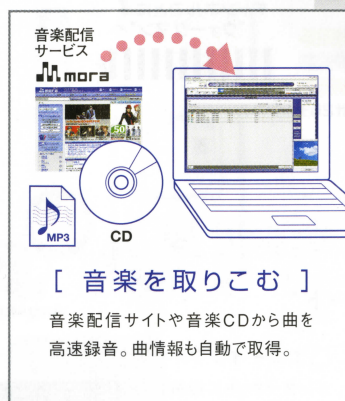 音楽配信
サービス
mora
50
MP3
CD
[ 音楽を取りこむ ]
音楽配信サイトや音楽CDから曲を
高速録音。曲情報も自動で取得。